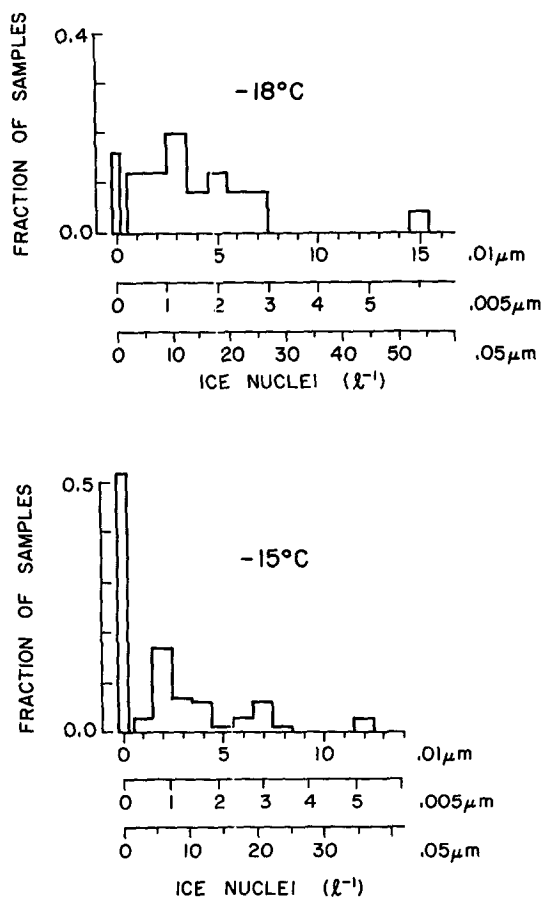 FRACTION OF SAMPLES
0.4
0.0
-18°C
0 5 10 15 .01μm
0 1 2 3 4 5 .005μm
0 10 20 30 40 50 .05μm
ICE NUCLEI (ℓ⁻¹)
FRACTION OF SAMPLES
0.5
0.0
-15°C
0 5 10 .01μm
0 1 2 3 4 5 .005μm
0 10 20 30 .05μm
ICE NUCLEI (ℓ⁻¹)